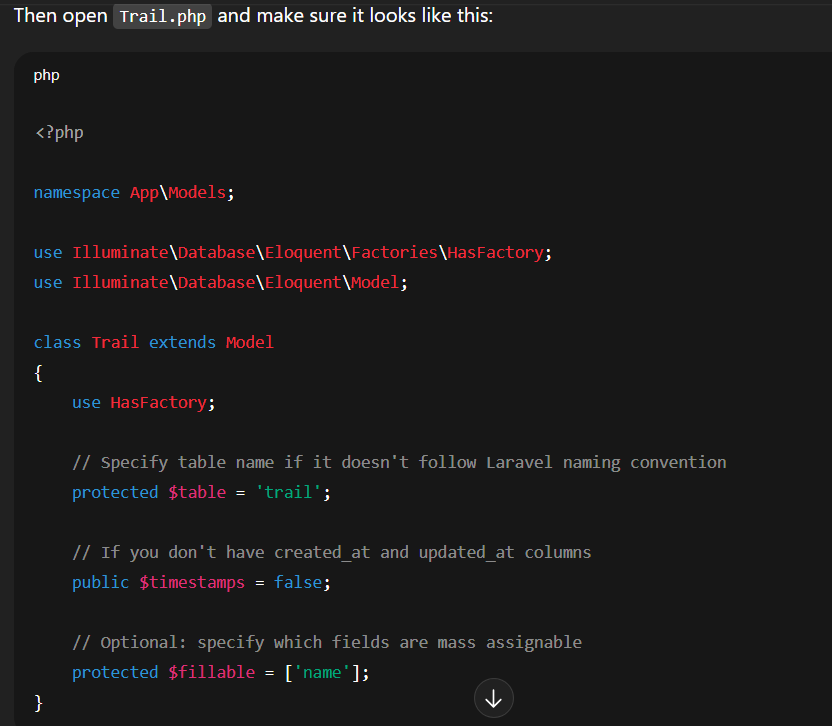 Then open Trail.php and make sure it looks like this:
php
<?php
namespace App\Models;
use Illuminate\Database\Eloquent\Factories\HasFactory;
use Illuminate\Database\Eloquent\Model;
class Trail extends Model
{
    use HasFactory;
    // Specify table name if it doesn't follow Laravel naming convention
    protected $table = 'trail';
    // If you don't have created_at and updated_at columns
    public $timestamps = false;
    // Optional: specify which fields are mass assignable
    protected $fillable = ['name'];
}